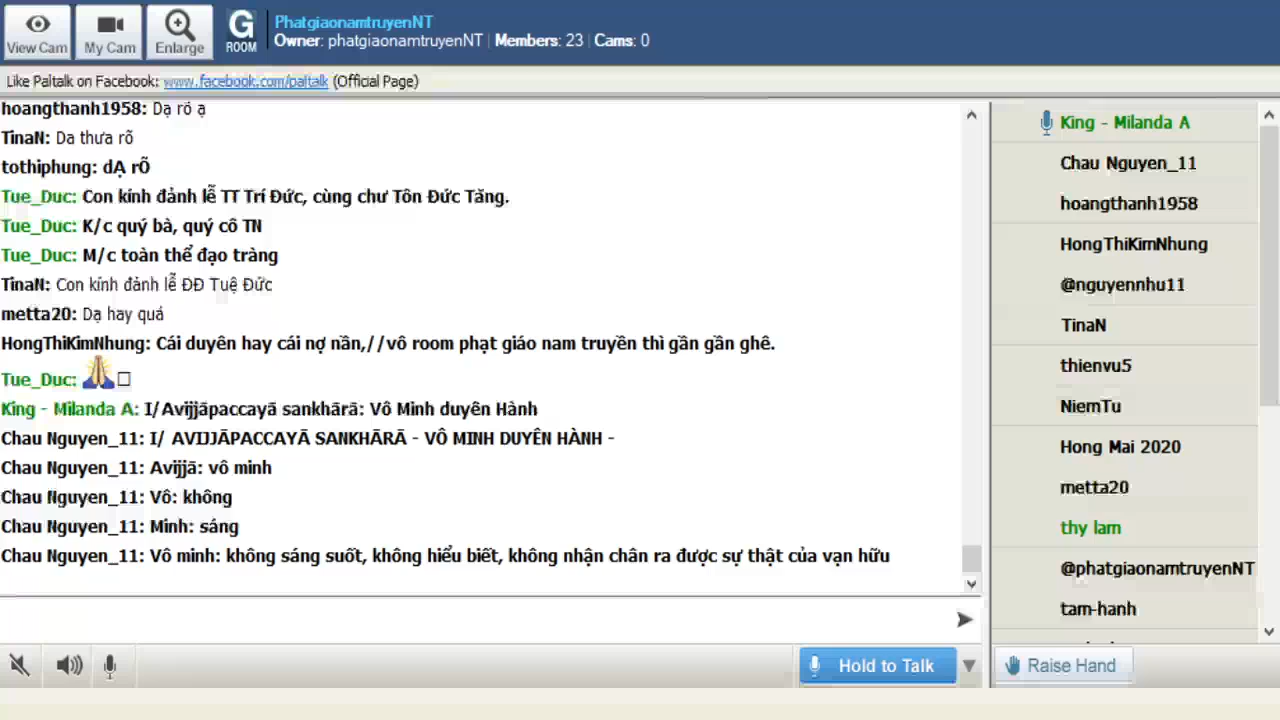 View Cam
My Cam
Enlarge
G
ROOM
PhatgiaonamtruyenNT
Owner: phatgiaonamtruyenNT | Members: 23 | Cams: 0
Like Paltalk on Facebook: www.facebook.com/paltalk (Official Page)
hoangthanh1958: Dạ rõ ạ
TinaN: Da thưa rõ
tothiphung: dẠ rÕ
Tue_Duc: Con kính đảnh lễ TT Trí Đức, cùng chư Tôn Đức Tăng.
Tue_Duc: K/c quý bà, quý cô TN
Tue_Duc: M/c toàn thể đạo tràng
TinaN: Con kính đảnh lễ ĐĐ Tuệ Đức
metta20: Dạ hay quá
HongThiKimNhung: Cái duyên hay cái nợ nần,//vô room phạt giáo nam truyền thì gần gần ghê.
Tue_Duc:
King - Milanda A: I/Avijjāpaccayā sankhārā: Vô Minh duyên Hành
Chau Nguyen_11: I/ AVIJJĀPACCAYĀ SANKHĀRĀ - VÔ MINH DUYÊN HÀNH -
Chau Nguyen_11: Avijjā: vô minh
Chau Nguyen_11: Vô: không
Chau Nguyen_11: Minh: sáng
Chau Nguyen_11: Vô minh: không sáng suốt, không hiểu biết, không nhận chân ra được sự thật của vạn hữu
King - Milanda A
Chau Nguyen_11
hoangthanh1958
HongThiKimNhung
@nguyennhu11
TinaN
thienvu5
NiemTu
Hong Mai 2020
metta20
thy lam
@phatgiaonamtruyenNT
tam-hanh
Hold to Talk
Raise Hand